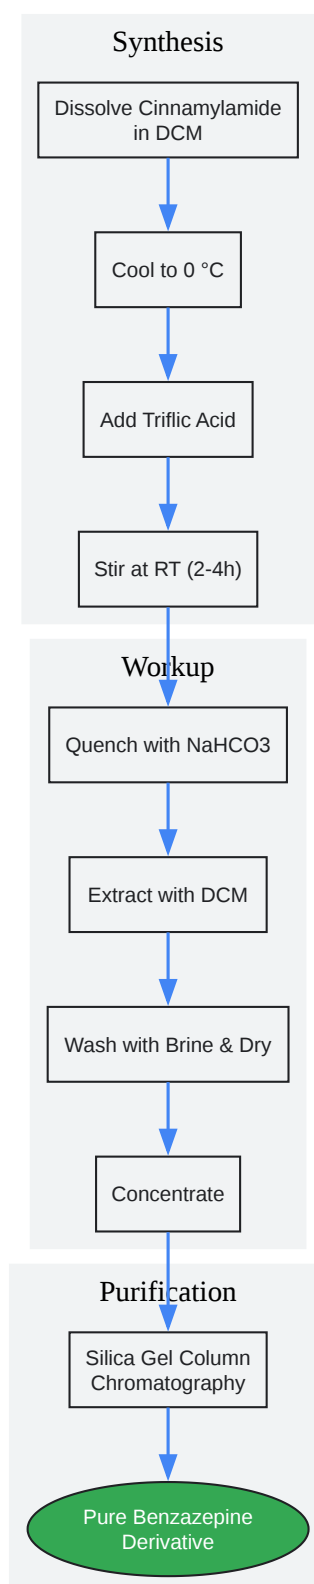 Synthesis
Dissolve Cinnamylamide
in DCM
Cool to 0 °C
Add Triflic Acid
Stir at RT (2-4h)
Workup
Quench with NaHCO3
Extract with DCM
Wash with Brine & Dry
Concentrate
Purification
Silica Gel Column
Chromatography
Pure Benzazepine
Derivative